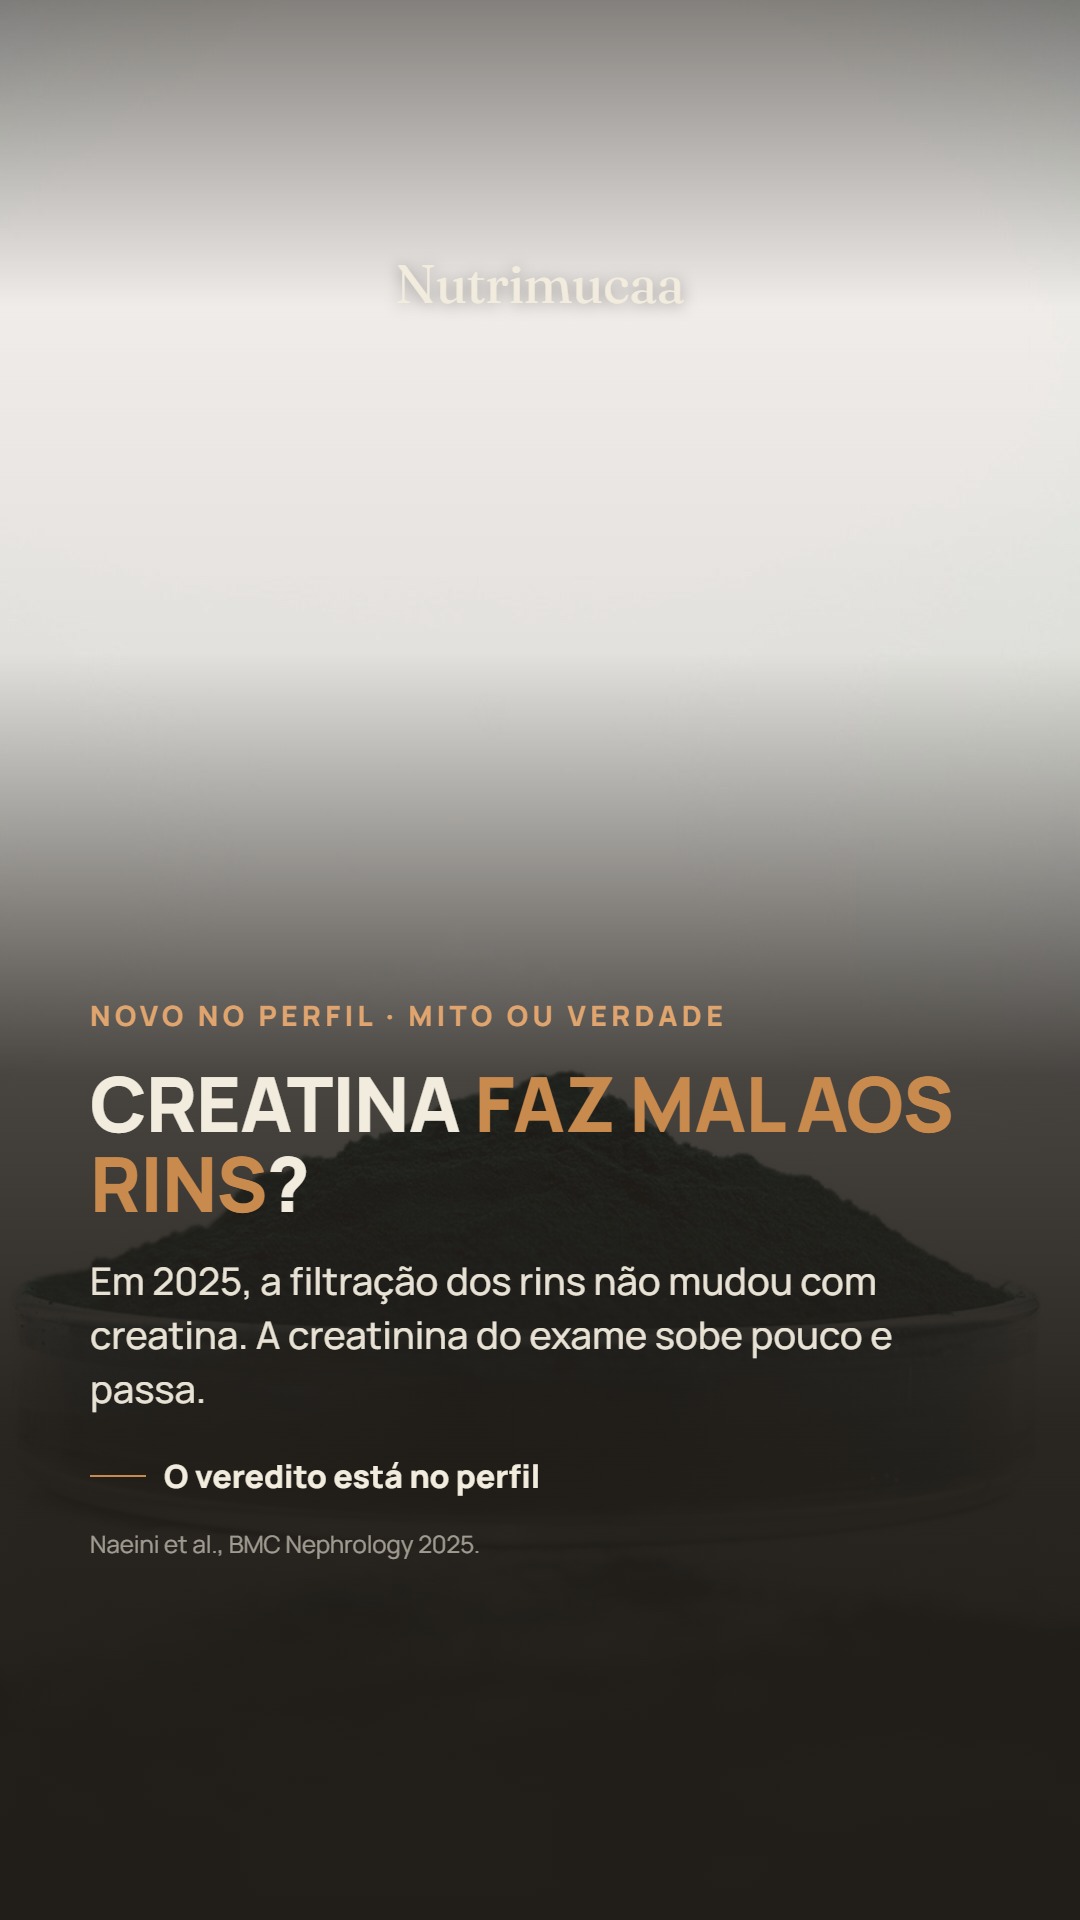 Nutrimucaa
NOVO NO PERFIL · MITO OU VERDADE
CREATINA FAZ MAL AOS
RINS?
Em 2025, a filtração dos rins não mudou com
creatina. A creatinina do exame sobe pouco e
passa.
O veredito está no perfil
Naeini et al., BMC Nephrology 2025.